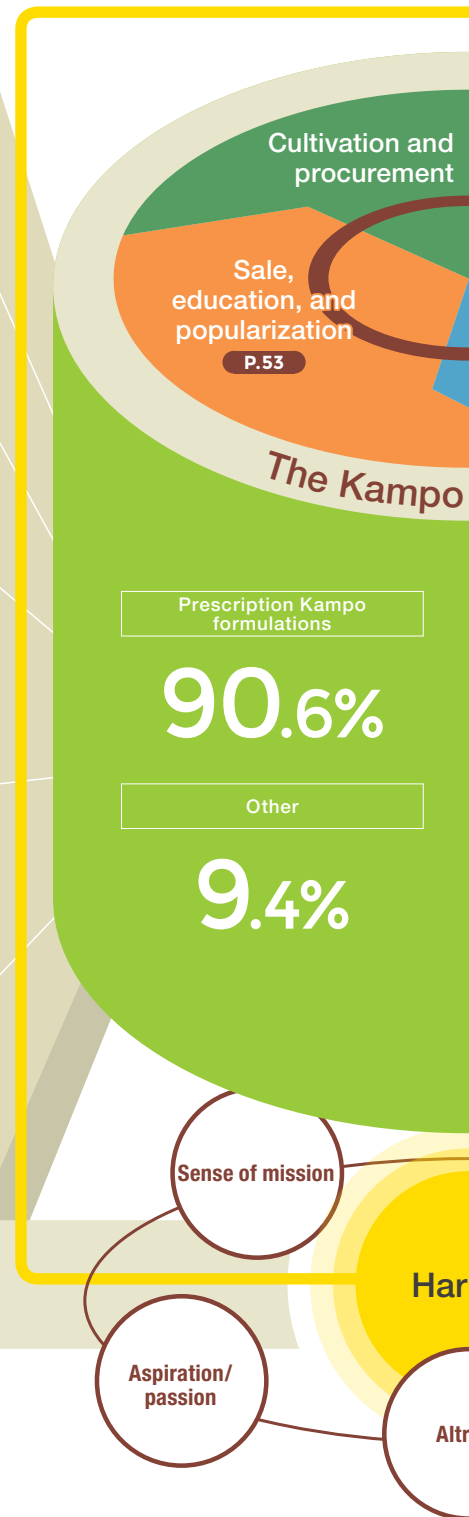 Cultivation and
procurement
Sale,
education, and
popularization
P.53
The Kampo
Prescription Kampo
formulations
90.6%
Other
9.4%
Sense of mission
Har
Aspiration/
passion
Altr